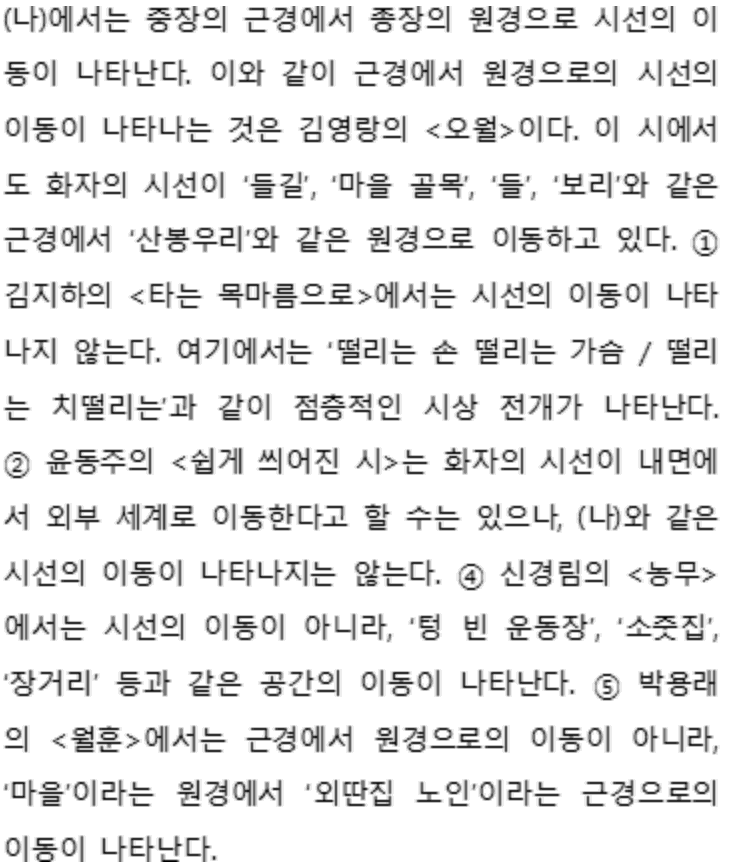 (나)에서는 중장의 근경에서 종장의 원경으로 시선의 이
동이 나타난다. 이와 같이 근경에서 원경으로의 시선의
이동이 나타나는 것은 김영랑의 <오월>이다. 이 시에서
도 화자의 시선이 ‘들길’, ‘마을 골목’, ‘들’, ‘보리’와 같은
근경에서 ‘산봉우리’와 같은 원경으로 이동하고 있다. ①
김지하의 <타는 목마름으로>에서는 시선의 이동이 나타
나지 않는다. 여기에서는 ‘떨리는 손 떨리는 가슴 / 떨리
는 치떨리는’과 같이 점층적인 시상 전개가 나타난다.
② 윤동주의 <쉽게 씌어진 시>는 화자의 시선이 내면에
서 외부 세계로 이동한다고 할 수는 있으나, (나)와 같은
시선의 이동이 나타나지는 않는다. ④ 신경림의 <농무>
에서는 시선의 이동이 아니라, ‘텅 빈 운동장’, ‘소줏집’,
‘장거리’ 등과 같은 공간의 이동이 나타난다. ⑤ 박용래
의 <월훈>에서는 근경에서 원경으로의 이동이 아니라,
‘마을’이라는 원경에서 ‘외딴집 노인’이라는 근경으로의
이동이 나타난다.